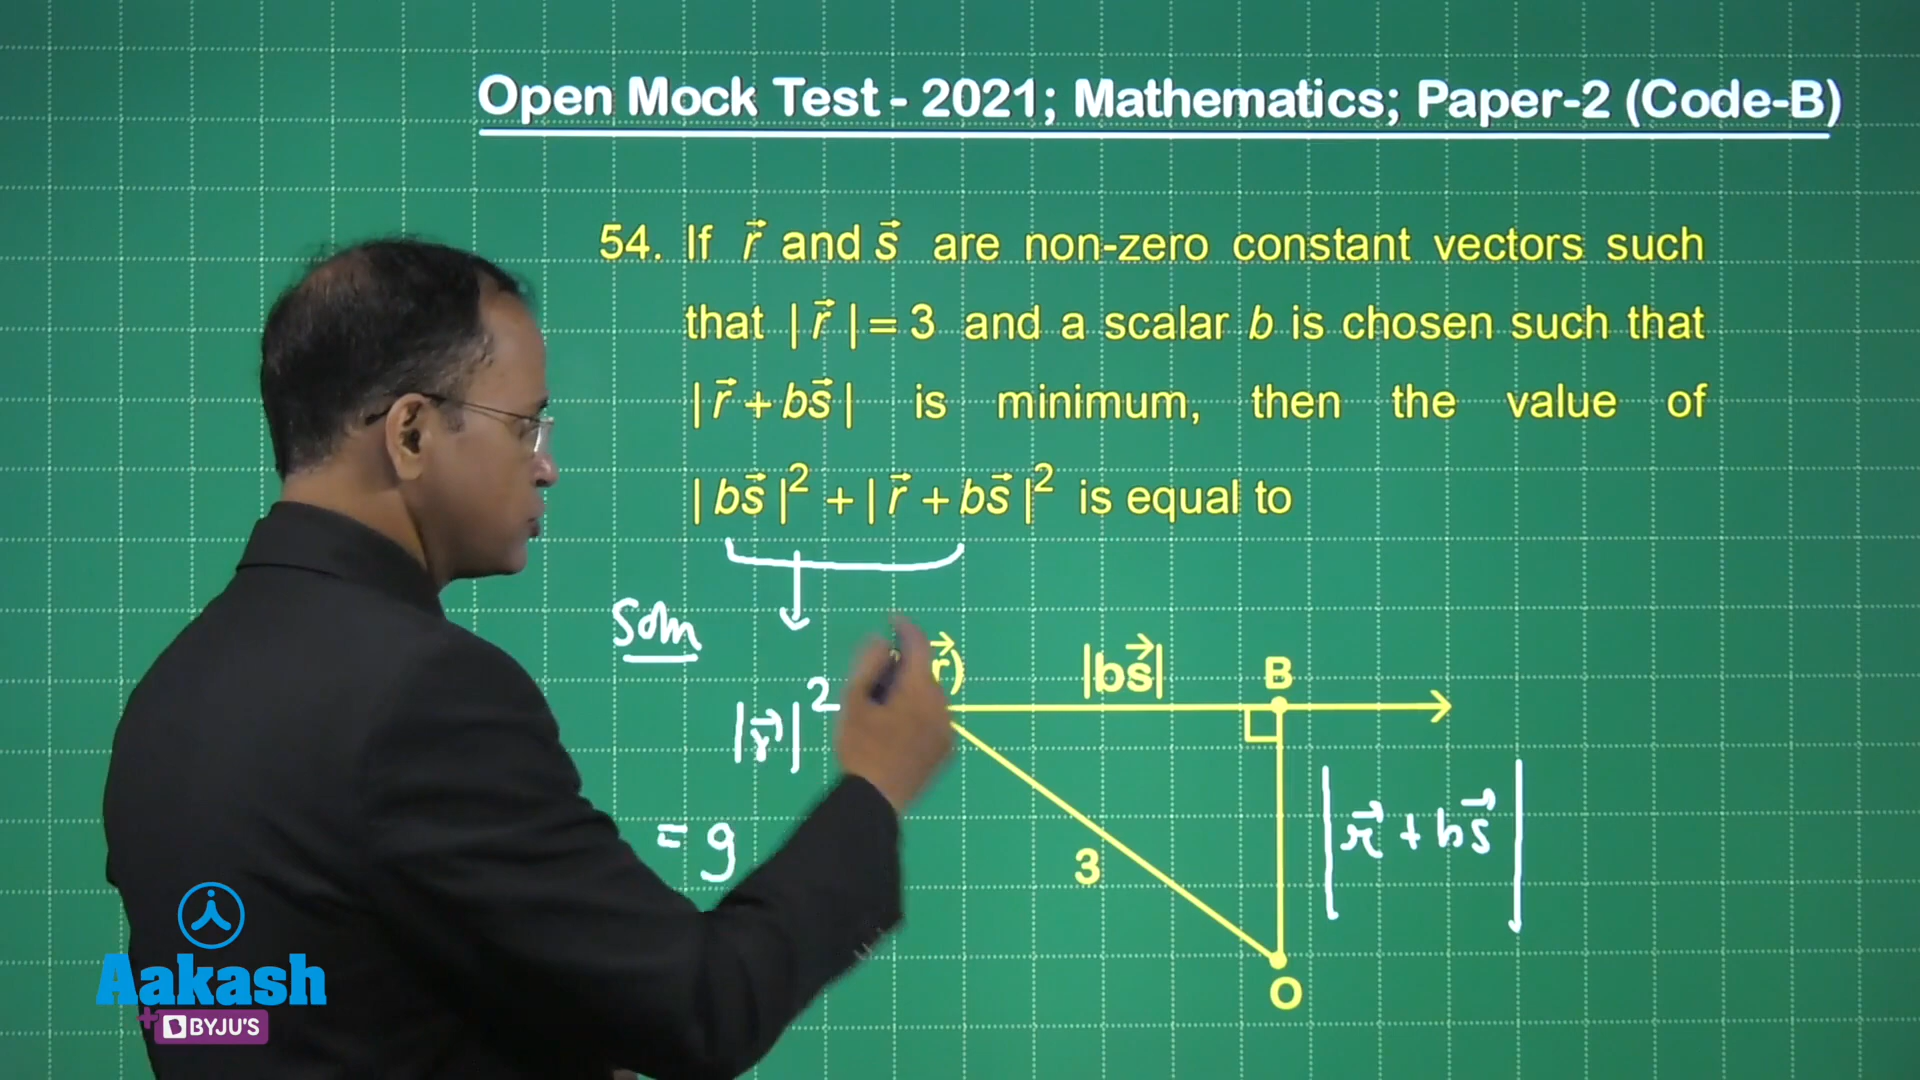 Open Mock Test - 2021; Mathematics; Paper-2 (Code-B)
54. If r⃗ and s⃗ are non-zero constant vectors such
that |r⃗| = 3 and a scalar b is chosen such that
|r⃗ + bs⃗| is minimum, then the value of
|bs⃗|² + |r⃗ + bs⃗|² is equal to
Soln
r⃗)
|bs⃗|
B
|r⃗|²
|r⃗ + bs⃗|
= 9
3
O
Aakash
+ BYJU'S